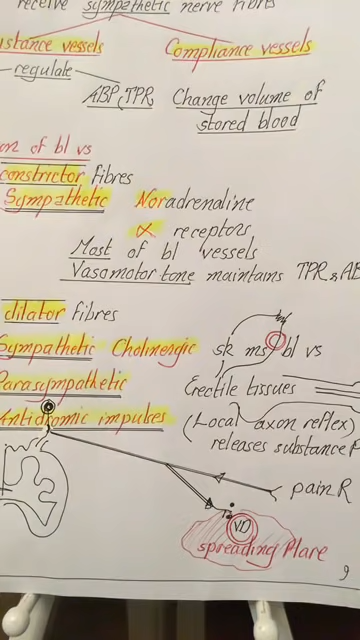 receive sympathetic nerve fibres
istance vessels Compliance vessels
regulate
ABP, TPR Change volume of
stored blood
on of bl vs
constrictor fibres
Sympathetic Noradrenaline
α receptors
Most of bl vessels
Vasomotor tone maintains TPR & AB
dilator fibres
Sympathetic Cholinergic sk ms bl vs
Parasympathetic Erectile tissues
Antidromic impulses (Local axon reflex)
releases substance P
pain R
VD
spreading flare
9